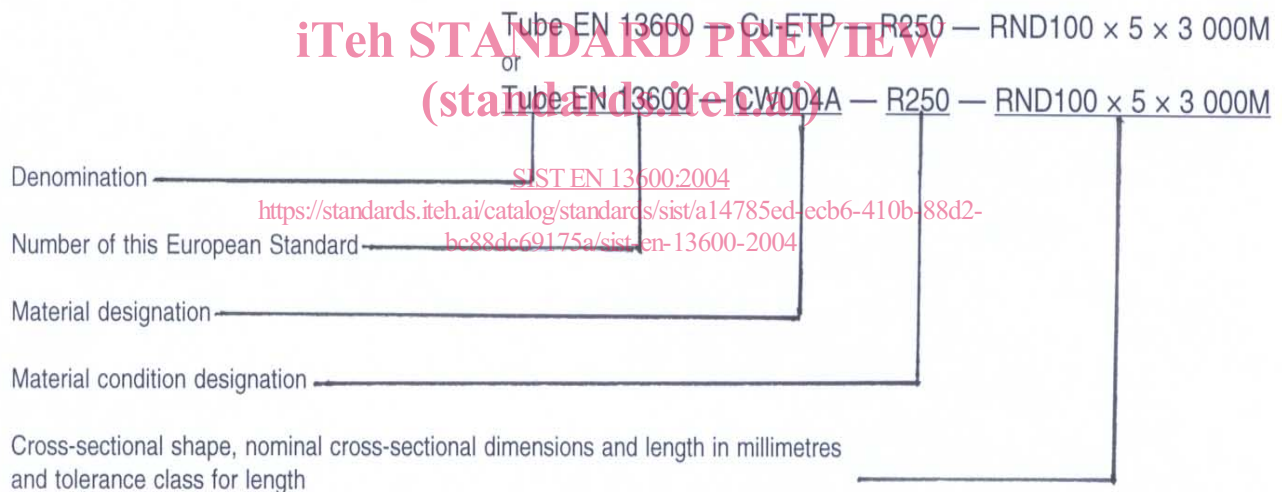 Tube EN 13600 — Cu-ETP — R250 — RND100 × 5 × 3 000M
iTeh STANDARD PREVIEW
or
Tube EN 13600 — CW004A — R250 — RND100 × 5 × 3 000M
(standards.iteh.ai)
Denomination
SIST EN 13600:2004
https://standards.iteh.ai/catalog/standards/sist/a14785ed-ecb6-410b-88d2-
Number of this European Standard
bc88dc69175a/sist-en-13600-2004
Material designation
Material condition designation
Cross-sectional shape, nominal cross-sectional dimensions and length in millimetres
and tolerance class for length